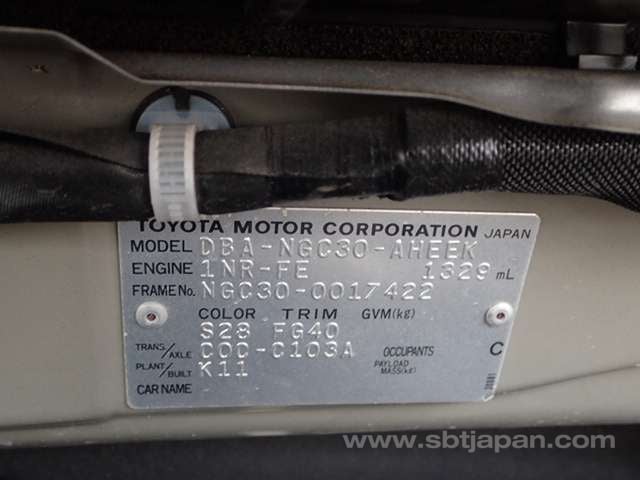 TOYOTA MOTOR CORPORATION JAPAN
MODEL DBA-NGC30-AHEEK
ENGINE 1NR-FE 1329 mL
FRAME No. NGC30-0017422
COLOR TRIM GVM(kg)
S28 FG40
TRANS/AXLE C0C-C103A OCCUPANTS C
PLANT/BUILT K11 PAYLOAD MASS(kg)
CAR NAME
www.sbtjapan.com